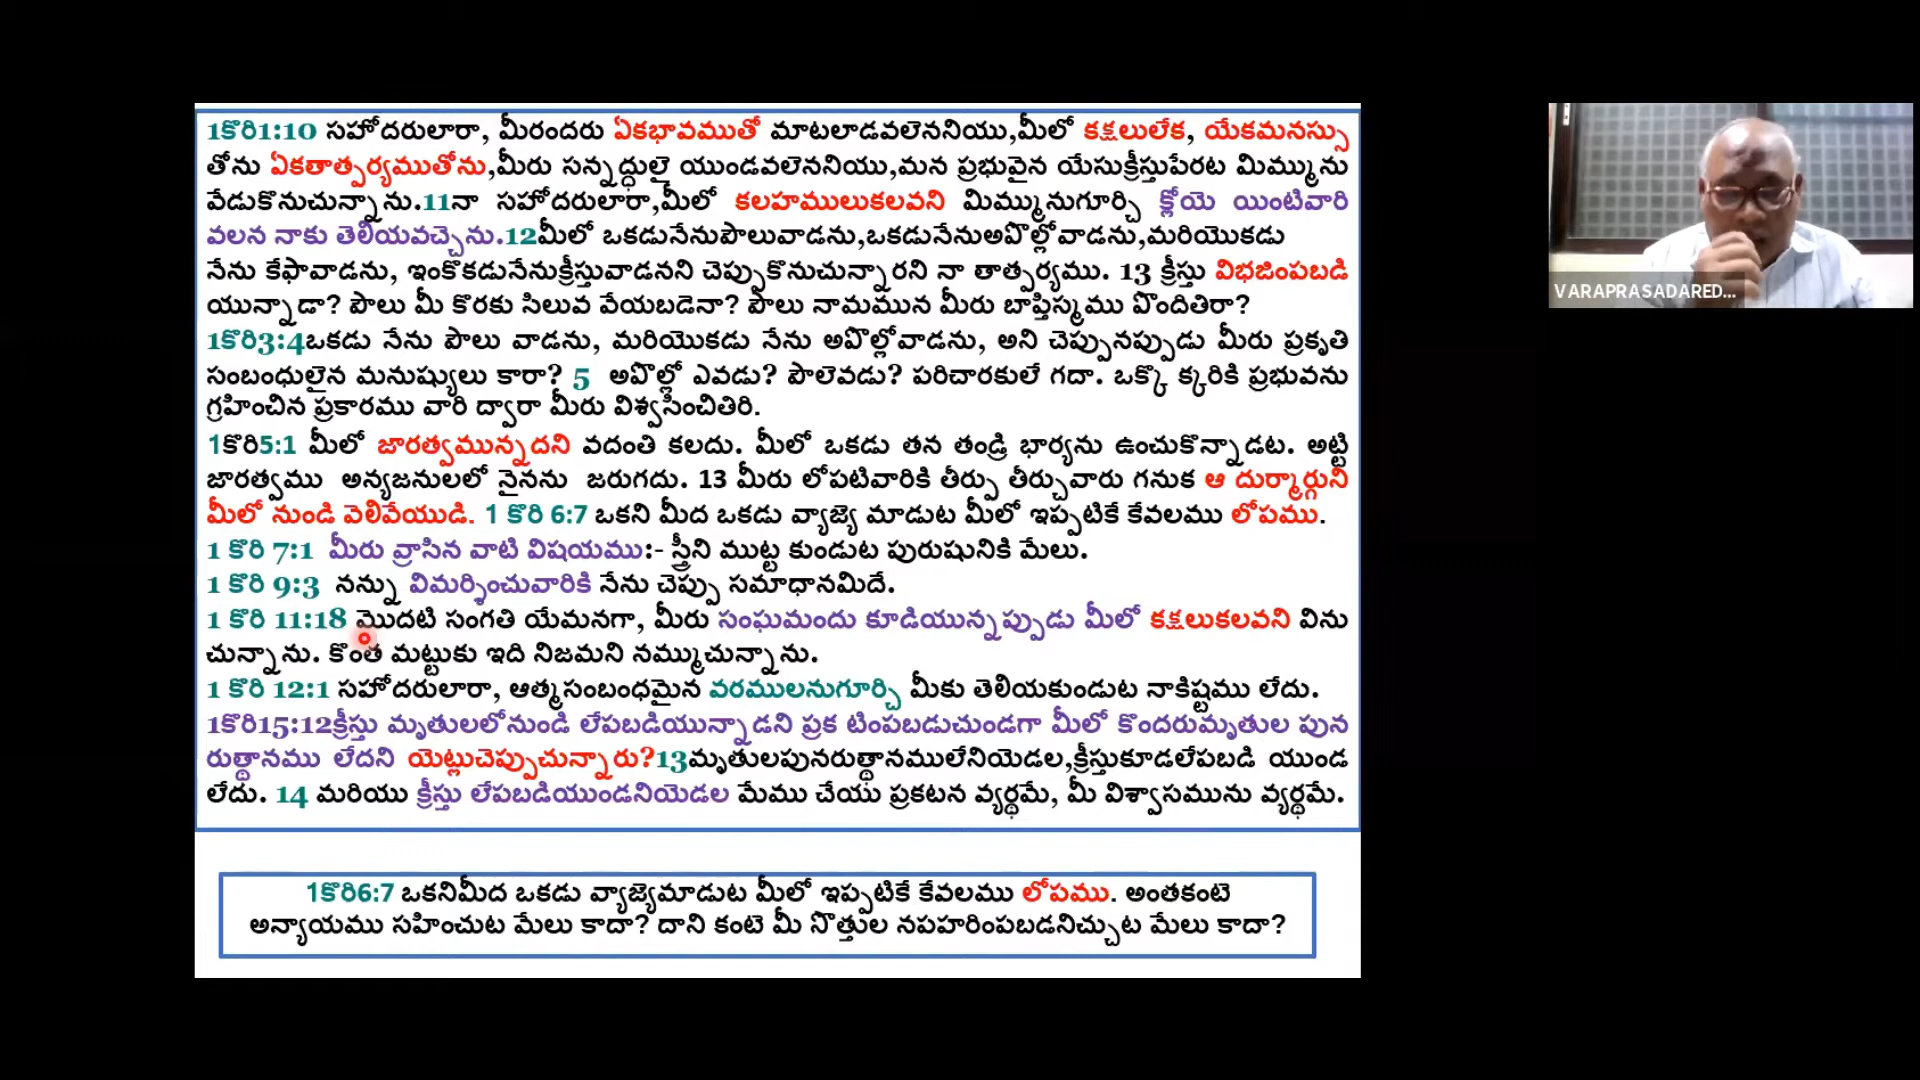 1కొరి1:10 సహోదరులారా, మీరందరు ఏకభావముతో మాటలాడవలెననియు,మీలో కక్షలులేక, యేకమనస్సు
తోను ఏకతాత్పర్యముతోను,మీరు సన్నద్ధులై యుండవలెననియు,మన ప్రభువైన యేసుక్రీస్తుపేరట మిమ్మును
వేడుకొనుచున్నాను.11నా సహోదరులారా,మీలో కలహములుకలవని మిమ్మునుగూర్చి క్లోయె యింటివారి
వలన నాకు తెలియవచ్చెను.12మీలో ఒకడునేనుపౌలువాడను,ఒకడునేనుఅపొల్లోవాడను,మరియొకడు
నేను కేఫావాడను, ఇంకొకడునేనుక్రీస్తువాడనని చెప్పుకొనుచున్నారని నా తాత్పర్యము. 13 క్రీస్తు విభజింపబడి
యున్నాడా? పౌలు మీ కొరకు సిలువ వేయబడెనా? పౌలు నామమున మీరు బాప్తిస్మము పొందితిరా?
1కొరి3:4ఒకడు నేను పౌలు వాడను, మరియొకడు నేను అపొల్లోవాడను, అని చెప్పునప్పుడు మీరు ప్రకృతి
సంబంధులైన మనుష్యులు కారా? 5 అపొల్లో ఎవడు? పౌలెవడు? పరిచారకులే గదా. ఒక్కొ క్కరికి ప్రభువను
గ్రహించిన ప్రకారము వారి ద్వారా మీరు విశ్వసించితిరి.
1కొరి5:1 మీలో జారత్వమున్నదని వదంతి కలదు. మీలో ఒకడు తన తండ్రి భార్యను ఉంచుకొన్నాడట. అట్టి
జారత్వము అన్యజనులలో నైనను జరుగదు. 13 మీరు లోపటివారికి తీర్పు తీర్చువారు గనుక ఆ దుర్మార్గుని
మీలో నుండి వెలివేయుడి. 1 కొరి 6:7 ఒకని మీద ఒకడు వ్యాజ్యె మాడుట మీలో ఇప్పటికే కేవలము లోపము.
1 కొరి 7:1 మీరు వ్రాసిన వాటి విషయము:- స్త్రీని ముట్ట కుండుట పురుషునికి మేలు.
1 కొరి 9:3 నన్ను విమర్శించువారికి నేను చెప్పు సమాధానమిదే.
1 కొరి 11:18 మొదటి సంగతి యేమనగా, మీరు సంఘమందు కూడియున్నప్పుడు మీలో కక్షలుకలవని విను
చున్నాను. కొంత మట్టుకు ఇది నిజమని నమ్ముచున్నాను.
1 కొరి 12:1 సహోదరులారా, ఆత్మసంబంధమైన వరములనుగూర్చి మీకు తెలియకుండుట నాకిష్టము లేదు.
1కొరి15:12క్రీస్తు మృతులలోనుండి లేపబడియున్నాడని ప్రక టింపబడుచుండగా మీలో కొందరుమృతుల పున
రుత్థానము లేదని యెట్లుచెప్పుచున్నారు?13మృతులపునరుత్థానములేనియెడల,క్రీస్తుకూడలేపబడి యుండ
లేదు. 14 మరియు క్రీస్తు లేపబడియుండనియెడల మేము చేయు ప్రకటన వ్యర్థమే, మీ విశ్వాసమును వ్యర్థమే.
1కొరి6:7 ఒకనిమీద ఒకడు వ్యాజ్యెమాడుట మీలో ఇప్పటికే కేవలము లోపము. అంతకంటె
అన్యాయము సహించుట మేలు కాదా? దాని కంటె మీ సొత్తుల నపహరింపబడనిచ్చుట మేలు కాదా?
VARAPRASADARED...